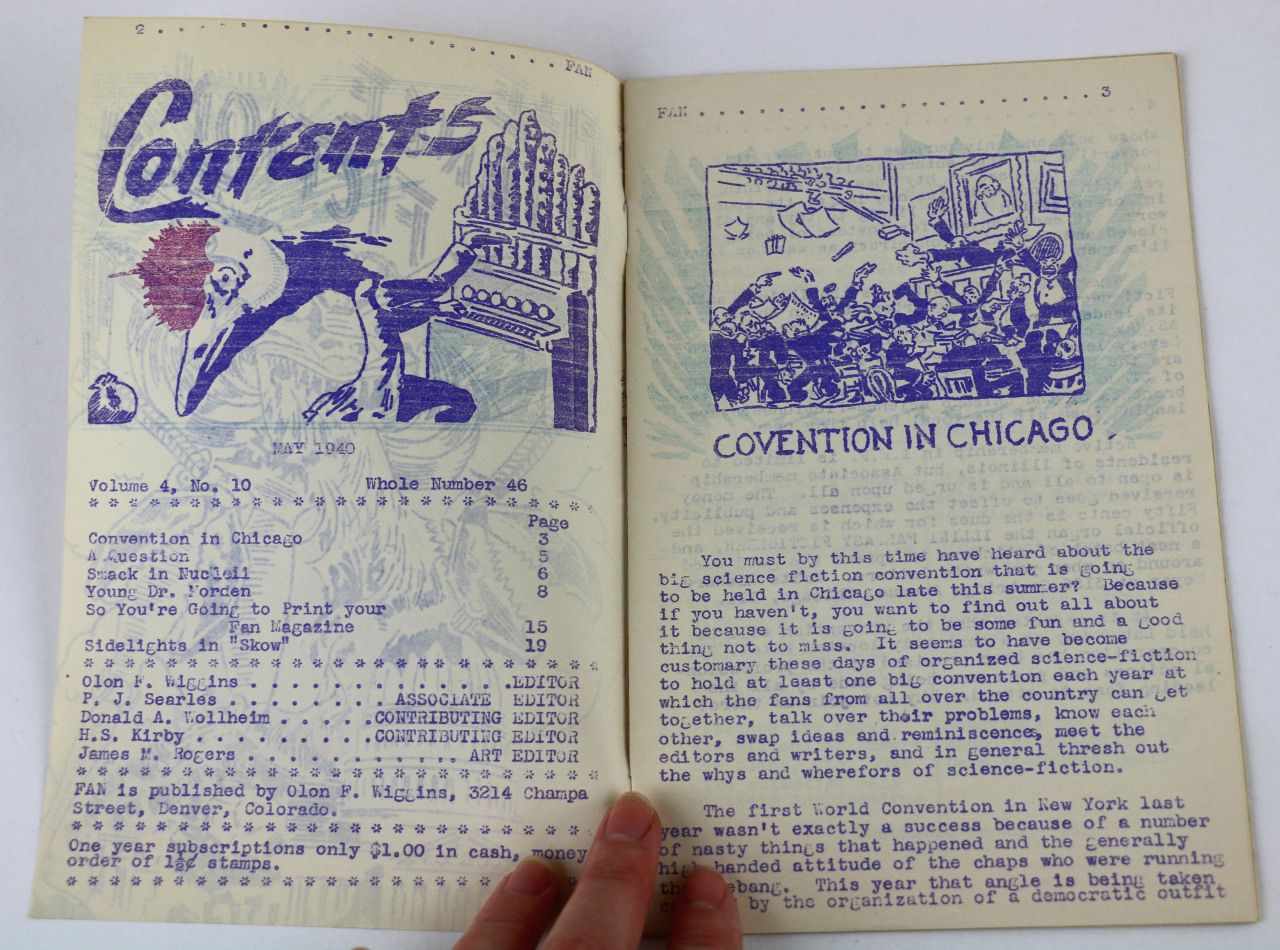 2 . . . . . . . . . . . . . . . . . . . . . . . . . . . . FAN
Contents
$
MAY 1940
Volume 4, No. 10 Whole Number 46
* * * * * * * * * * * * * * * * * * * * * * * * * * * *
Page
Convention in Chicago 3
A Question 5
Smack in Nucleii 6
Young Dr. Norden 8
So You're Going to Print your
Fan Magazine 15
Sidelights in "Skow" 19
* * * * * * * * * * * * * * * * * * * * * * * * * * * *
Olon F. Wiggins . . . . . . . . . . . . . .EDITOR
P. J. Searles . . . . . . . . . ASSOCIATE EDITOR
Donald A. Wollheim . . . . .CONTRIBUTING EDITOR
H.S. Kirby . . . . . . . . .CONTRIBUTING EDITOR
James M. Rogers . . . . . . . . . . . ART EDITOR
* * * * * * * * * * * * * * * * * * * * * * * * * * * *
FAN is published by Olon F. Wiggins, 3214 Champa
Street, Denver, Colorado.
* * * * * * * * * * * * * * * * * * * * * * * * * * * *
One year subscriptions only $1.00 in cash, money
order of 1½¢ stamps.
* * * * * * * * * * * * * * * * * * * * * * * * * *
FAN . . . . . . . . . . . . . . . . . . . . . . . . 3
COVENTION IN CHICAGO
You must by this time have heard about the
big science fiction convention that is going
to be held in Chicago late this summer? Because
if you haven't, you want to find out all about
it because it is going to be some fun and a good
thing not to miss. It seems to have become
customary these days of organized science-fiction
to hold at least one big convention each year at
which the fans from all over the country can get
together, talk over their problems, know each
other, swap ideas and reminiscences, meet the
editors and writers, and in general thresh out
the whys and wherefors of science-fiction.
The first World Convention in New York last
year wasn't exactly a success because of a number
of nasty things that happened and the generally
high handed attitude of the chaps who were running
This year that angle is being taken
by the organization of a democratic outfit